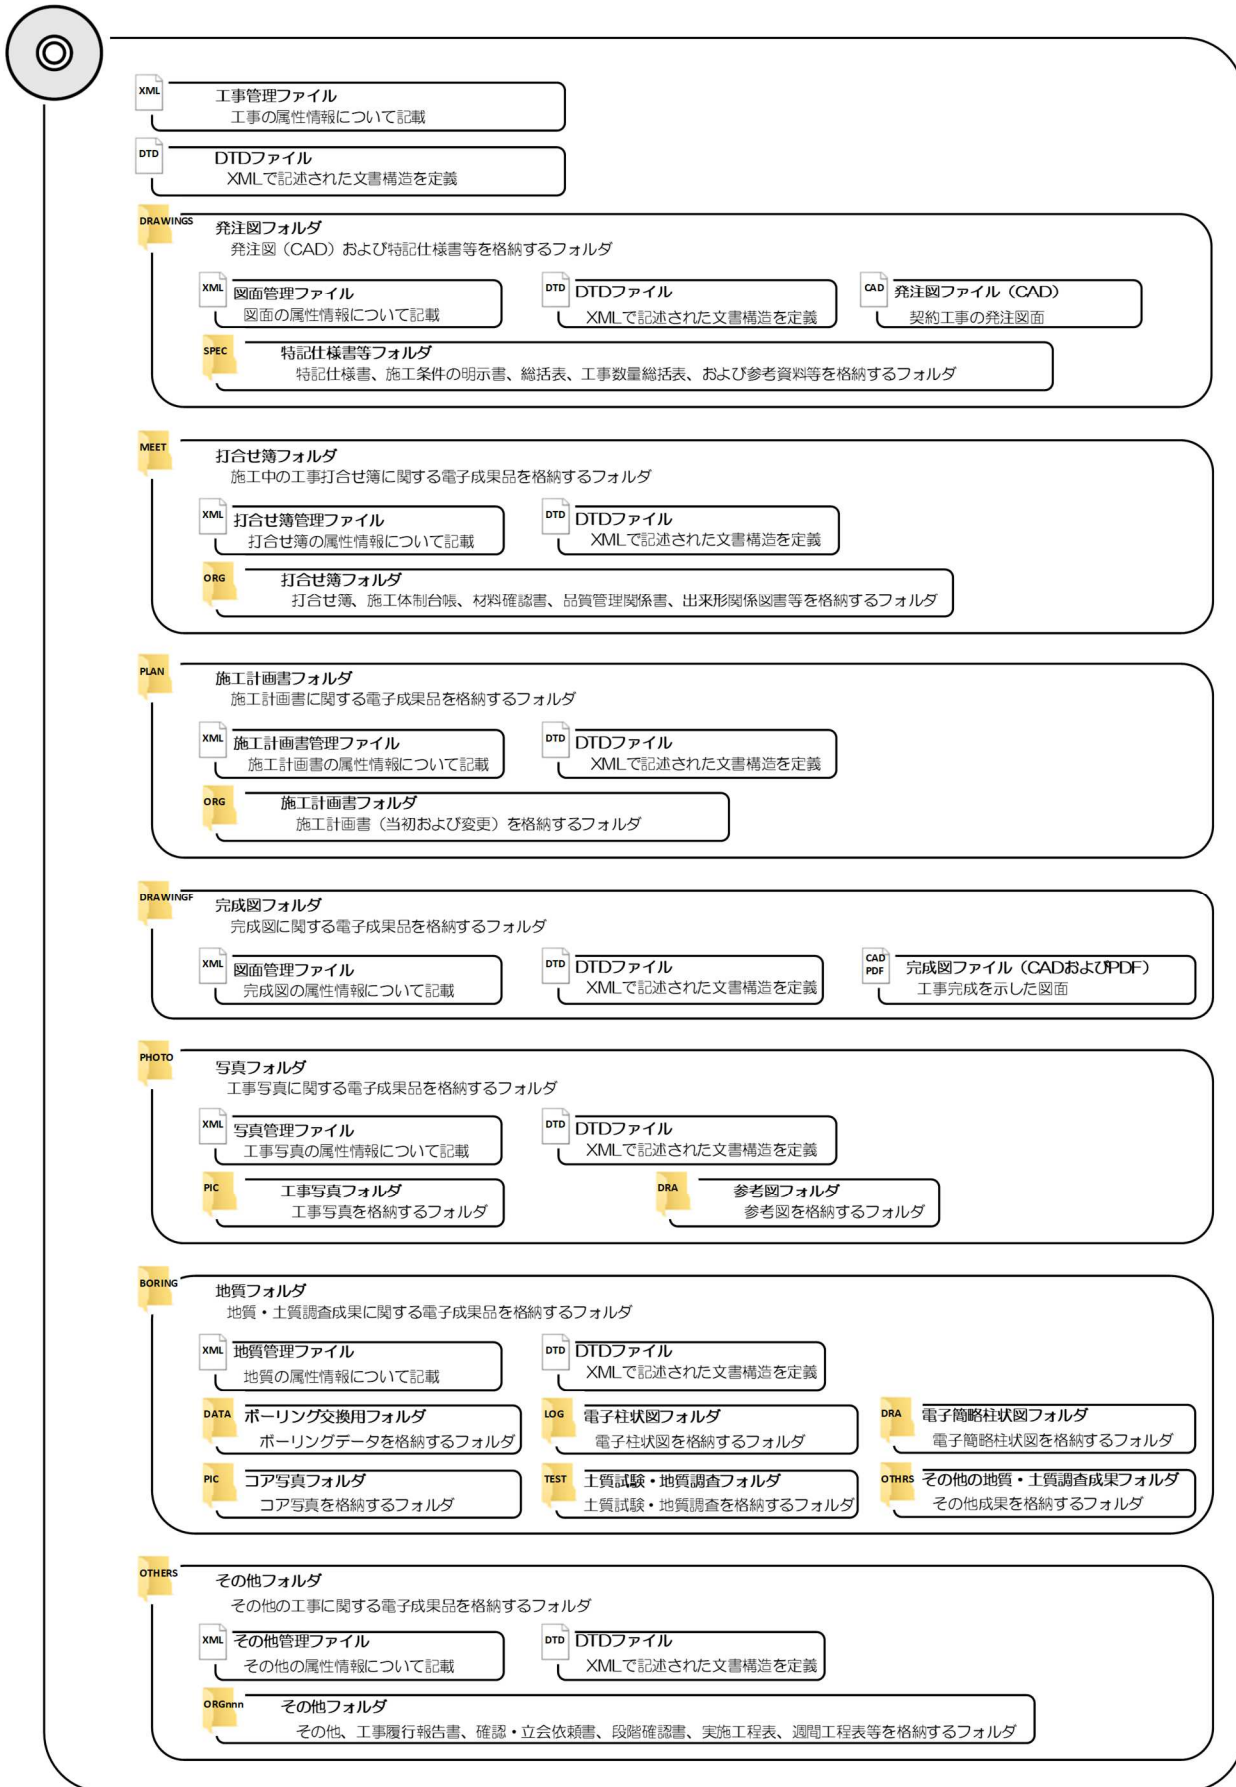 XML 工事管理ファイル
工事の属性情報について記載
DTD DTDファイル
XMLで記述された文書構造を定義
DRAWINGS 発注図フォルダ
発注図（CAD）および特記仕様書等を格納するフォルダ
XML 図面管理ファイル
図面の属性情報について記載
DTD DTDファイル
XMLで記述された文書構造を定義
CAD 発注図ファイル（CAD）
契約工事の発注図面
SPEC 特記仕様書等フォルダ
特記仕様書、施工条件の明示書、総括表、工事数量総括表、および参考資料等を格納するフォルダ
MEET 打合せ簿フォルダ
施工中の工事打合せ簿に関する電子成果品を格納するフォルダ
XML 打合せ簿管理ファイル
打合せ簿の属性情報について記載
DTD DTDファイル
XMLで記述された文書構造を定義
ORG 打合せ簿フォルダ
打合せ簿、施工体制台帳、材料確認書、品質管理関係書、出来形関係図書等を格納するフォルダ
PLAN 施工計画書フォルダ
施工計画書に関する電子成果品を格納するフォルダ
XML 施工計画書管理ファイル
施工計画書の属性情報について記載
DTD DTDファイル
XMLで記述された文書構造を定義
ORG 施工計画書フォルダ
施工計画書（当初および変更）を格納するフォルダ
DRAWINGF 完成図フォルダ
完成図に関する電子成果品を格納するフォルダ
XML 図面管理ファイル
完成図の属性情報について記載
DTD DTDファイル
XMLで記述された文書構造を定義
CAD PDF 完成図ファイル（CADおよびPDF）
工事完成を示した図面
PHOTO 写真フォルダ
工事写真に関する電子成果品を格納するフォルダ
XML 写真管理ファイル
工事写真の属性情報について記載
DTD DTDファイル
XMLで記述された文書構造を定義
PIC 工事写真フォルダ
工事写真を格納するフォルダ
DRA 参考図フォルダ
参考図を格納するフォルダ
BORING 地質フォルダ
地質・土質調査成果に関する電子成果品を格納するフォルダ
XML 地質管理ファイル
地質の属性情報について記載
DTD DTDファイル
XMLで記述された文書構造を定義
DATA ボーリング交換用フォルダ
ボーリングデータを格納するフォルダ
LOG 電子柱状図フォルダ
電子柱状図を格納するフォルダ
DRA 電子簡略柱状図フォルダ
電子簡略柱状図を格納するフォルダ
PIC コア写真フォルダ
コア写真を格納するフォルダ
TEST 土質試験・地質調査フォルダ
土質試験・地質調査を格納するフォルダ
OTHRS その他の地質・土質調査成果フォルダ
その他成果を格納するフォルダ
OTHERS その他フォルダ
その他の工事に関する電子成果品を格納するフォルダ
XML その他管理ファイル
その他の属性情報について記載
DTD DTDファイル
XMLで記述された文書構造を定義
ORGnnn その他フォルダ
その他、工事履行報告書、確認・立会依頼書、段階確認書、実施工程表、週間工程表等を格納するフォルダ